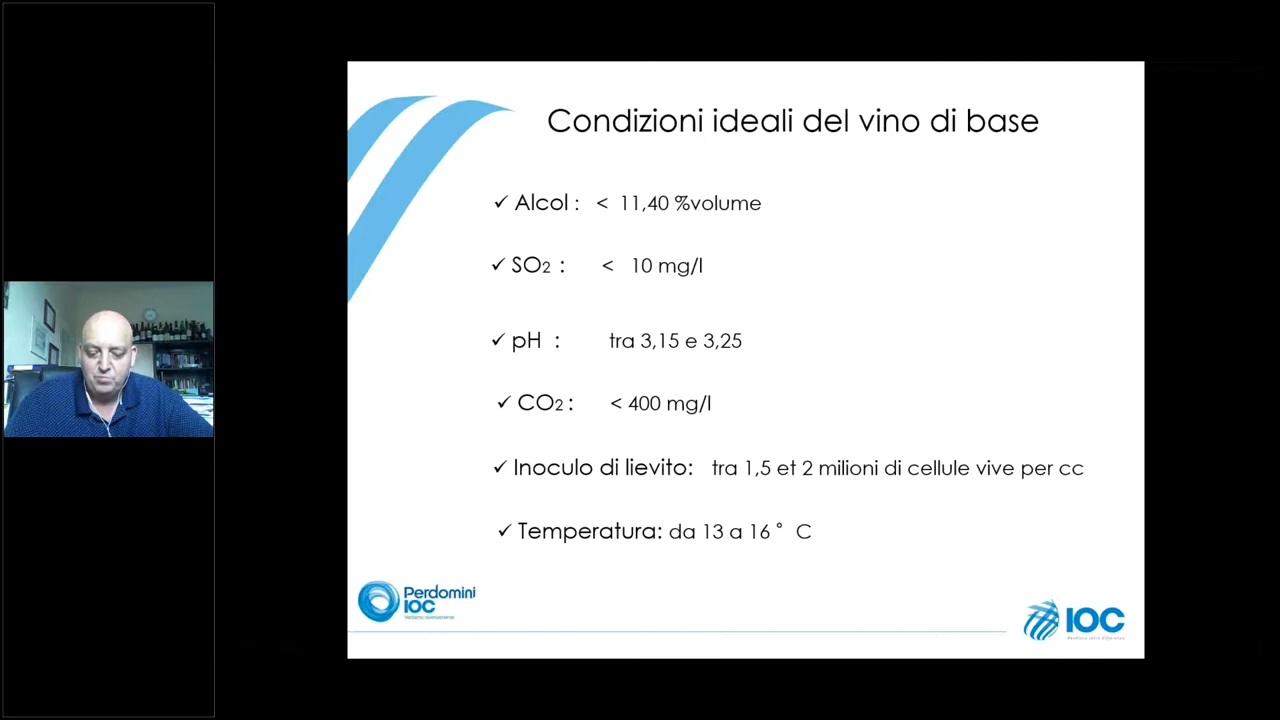 Condizioni ideali del vino di base
✓ Alcol : < 11,40 %volume
✓ SO2 : < 10 mg/l
✓ pH : tra 3,15 e 3,25
✓ CO2 : < 400 mg/l
✓ Inoculo di lievito: tra 1,5 et 2 milioni di cellule vive per cc
✓ Temperatura: da 13 a 16 ° C
Perdomini
IOC
IOC